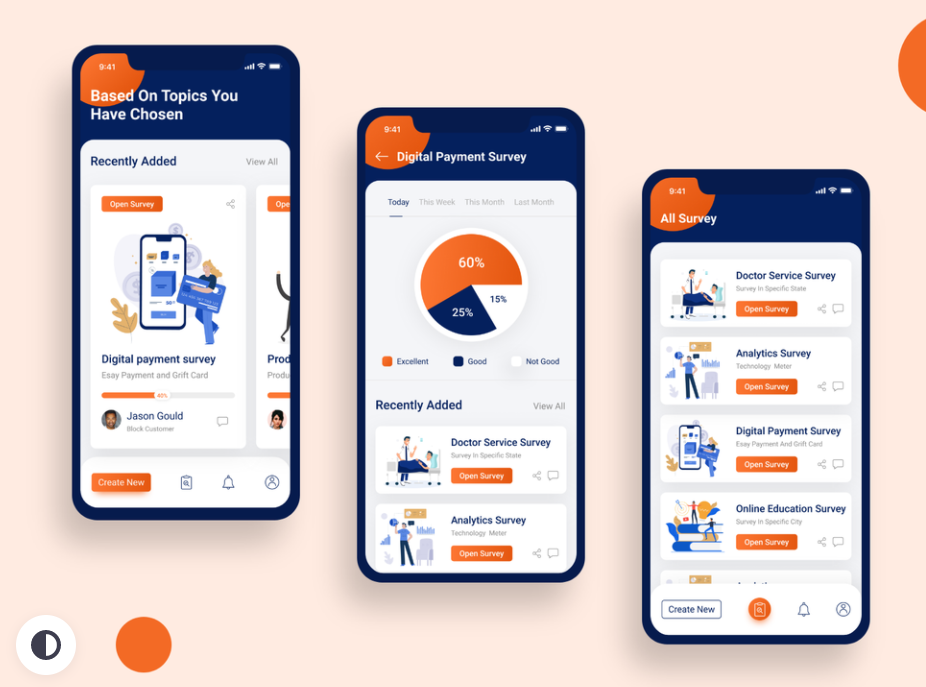 9:41
Based On Topics You
Have Chosen
Recently Added
View All
Open Survey
Ope
Digital payment survey
Esay Payment and Grift Card
40%
Jason Gould
Block Customer
Prod
Produ
Create New
9:41
Digital Payment Survey
Today This Week This Month Last Month
60%
15%
25%
Excellent Good Not Good
Recently Added
View All
Doctor Service Survey
Survey In Specific State
Open Survey
Analytics Survey
Technology Meter
Open Survey
9:41
All Survey
Doctor Service Survey
Survey In Specific State
Open Survey
Analytics Survey
Technology Meter
Open Survey
Digital Payment Survey
Esay Payment And Grift Card
Open Survey
Online Education Survey
Survey In Specific City
Open Survey
Create New